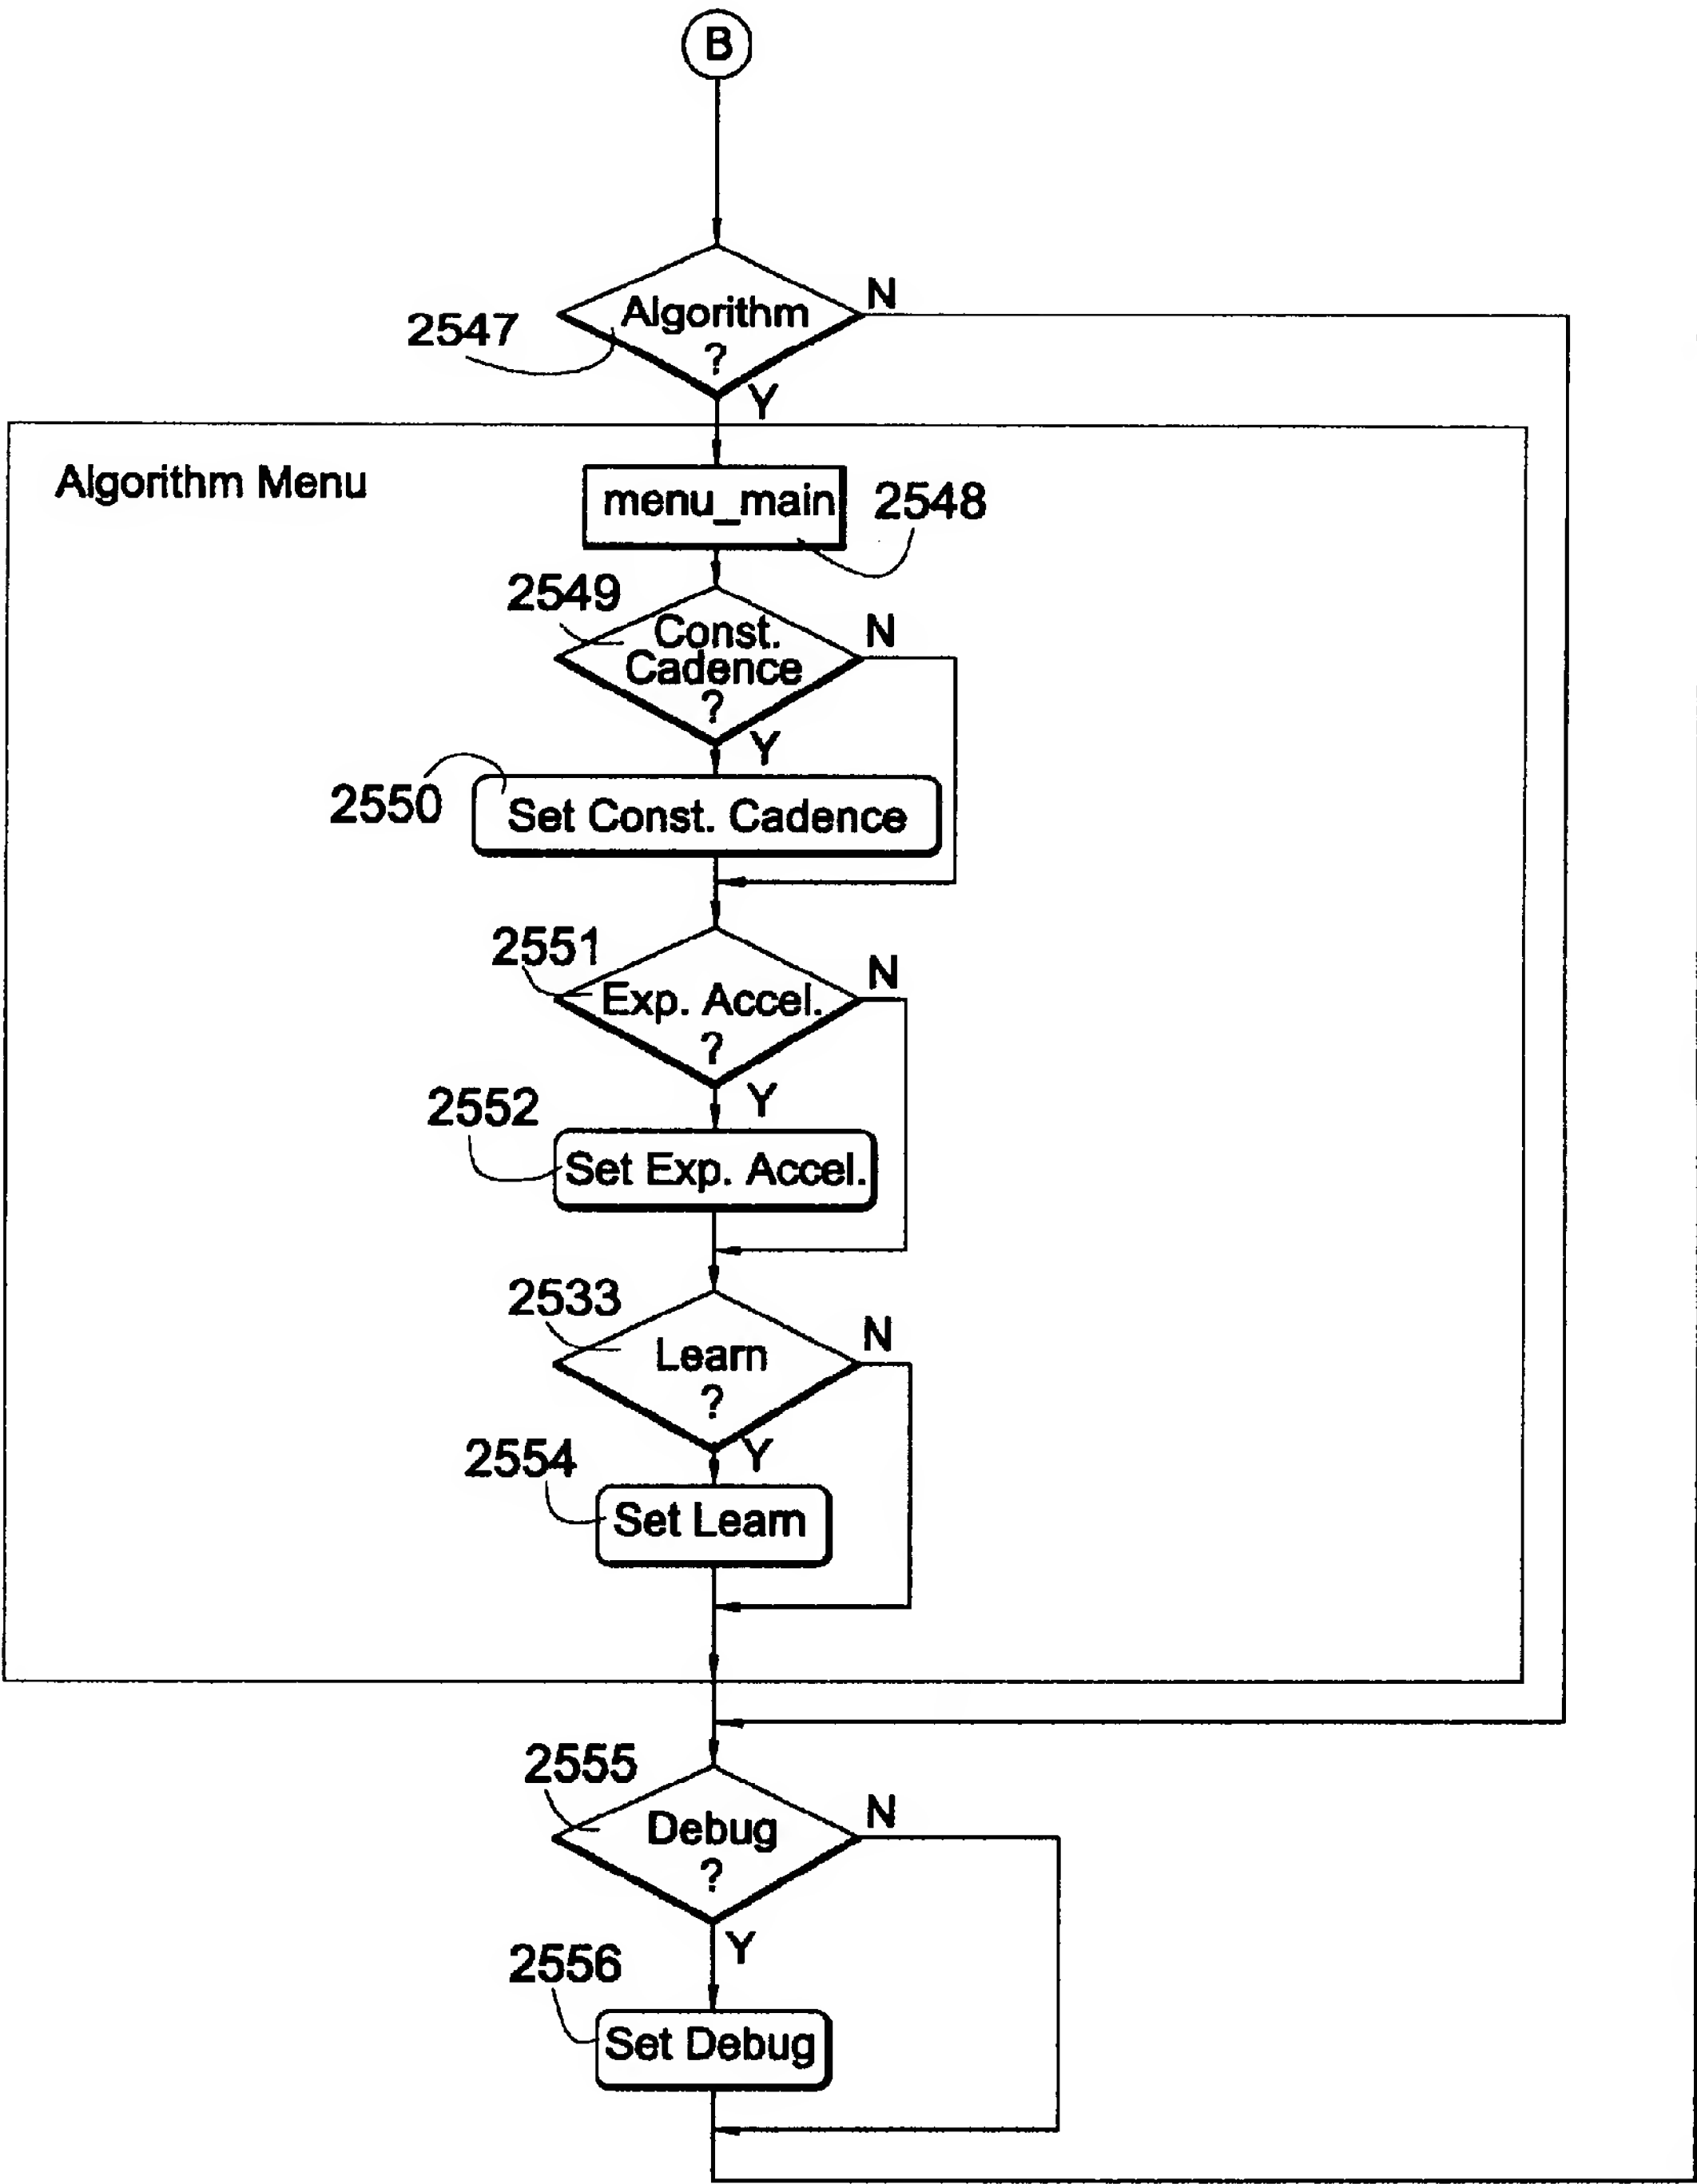 B
Algorithm
?
N
2547
Y
Algorithm Menu
menu_main
2548
2549
Const.
Cadence
?
N
Y
2550
Set Const. Cadence
2551
Exp. Accel.
?
N
Y
2552
Set Exp. Accel.
2533
Learn
?
N
Y
2554
Set Learn
2555
Debug
?
N
Y
2556
Set Debug